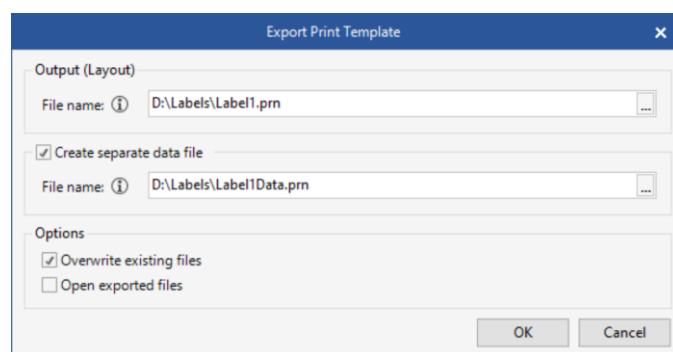 Export Print Template
Output (Layout)
File name: D:\Labels\Label1.prn ...
Create separate data file
File name: D:\Labels\Label1Data.prn ...
Options
Overwrite existing files
Open exported files
OK Cancel